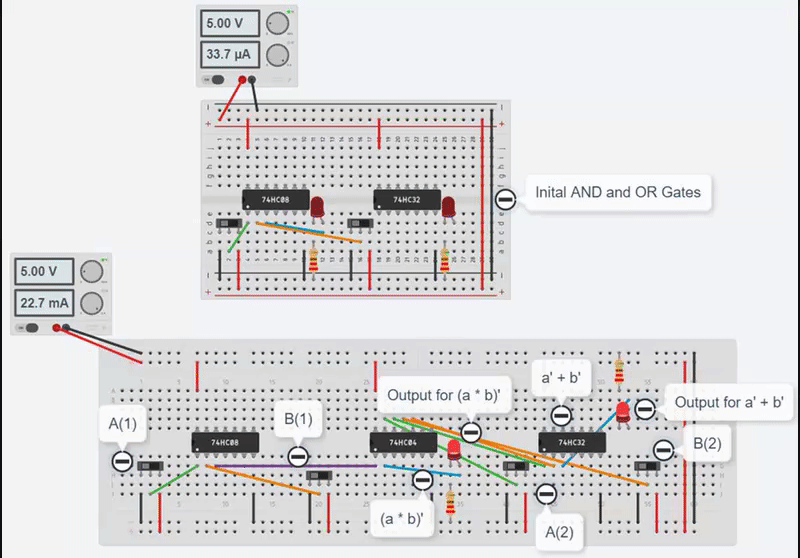 5.00 V
33.7 µA
74HC08
74HC32
Inital AND and OR Gates
5.00 V
22.7 mA
a' + b'
Output for (a * b)'
Output for a' + b'
A(1)
B(1)
74HC08
74HC04
74HC32
B(2)
(a * b)'
A(2)